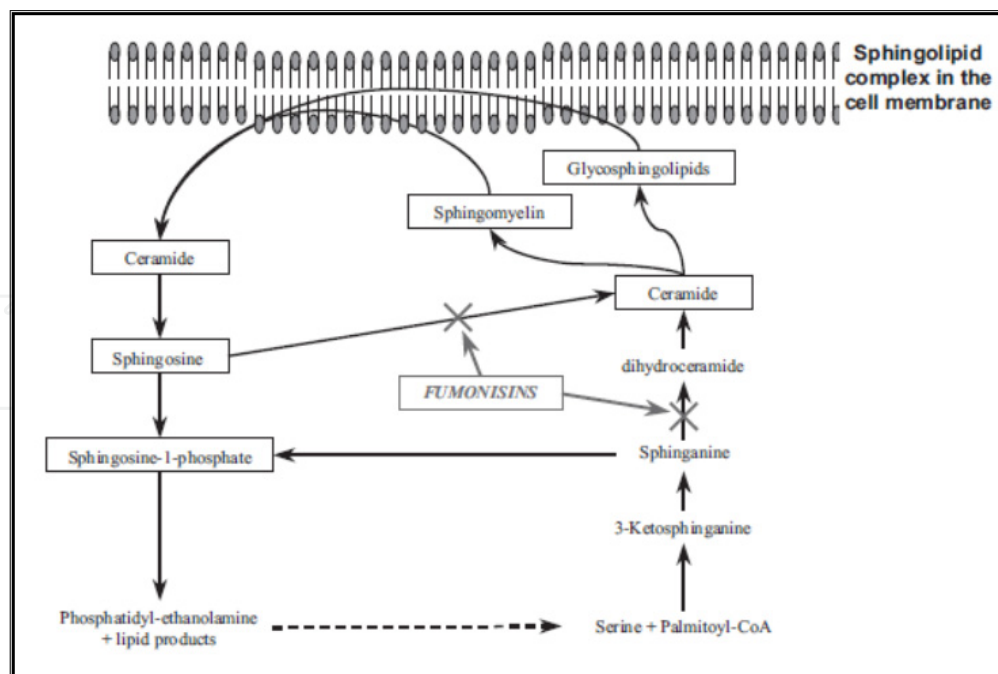 Sphingolipid
complex in the
cell membrane
Glycosphingolipids
Sphingomyelin
Ceramide
Ceramide
Sphingosine
dihydroceramide
FUMONISINS
Sphingosine-1-phosphate
Sphinganine
3-Ketosphinganine
Phosphatidyl-ethanolamine
+ lipid products
Serine + Palmitoyl-CoA